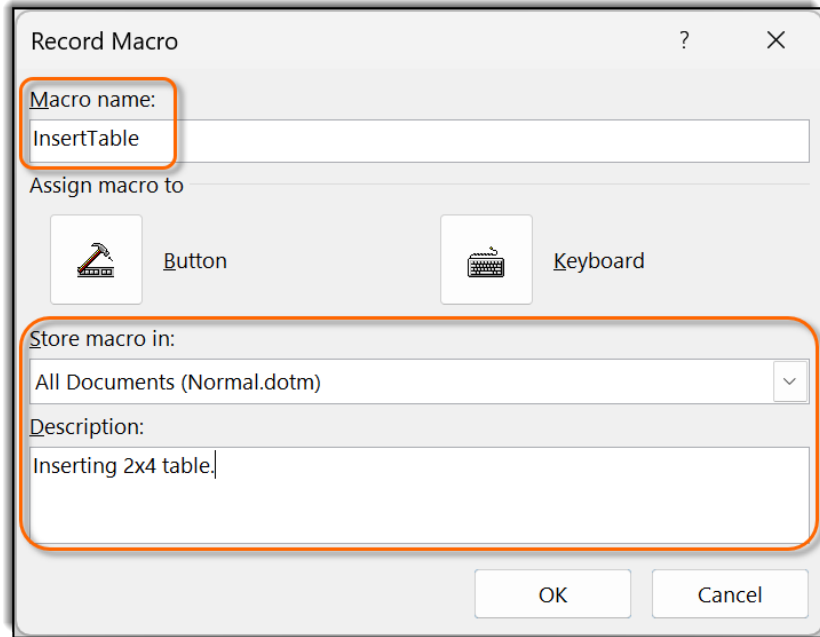 Record Macro ?
Macro name:
InsertTable
Assign macro to
Button Keyboard
Store macro in:
All Documents (Normal.dotm)
Description:
Inserting 2x4 table.
OK Cancel